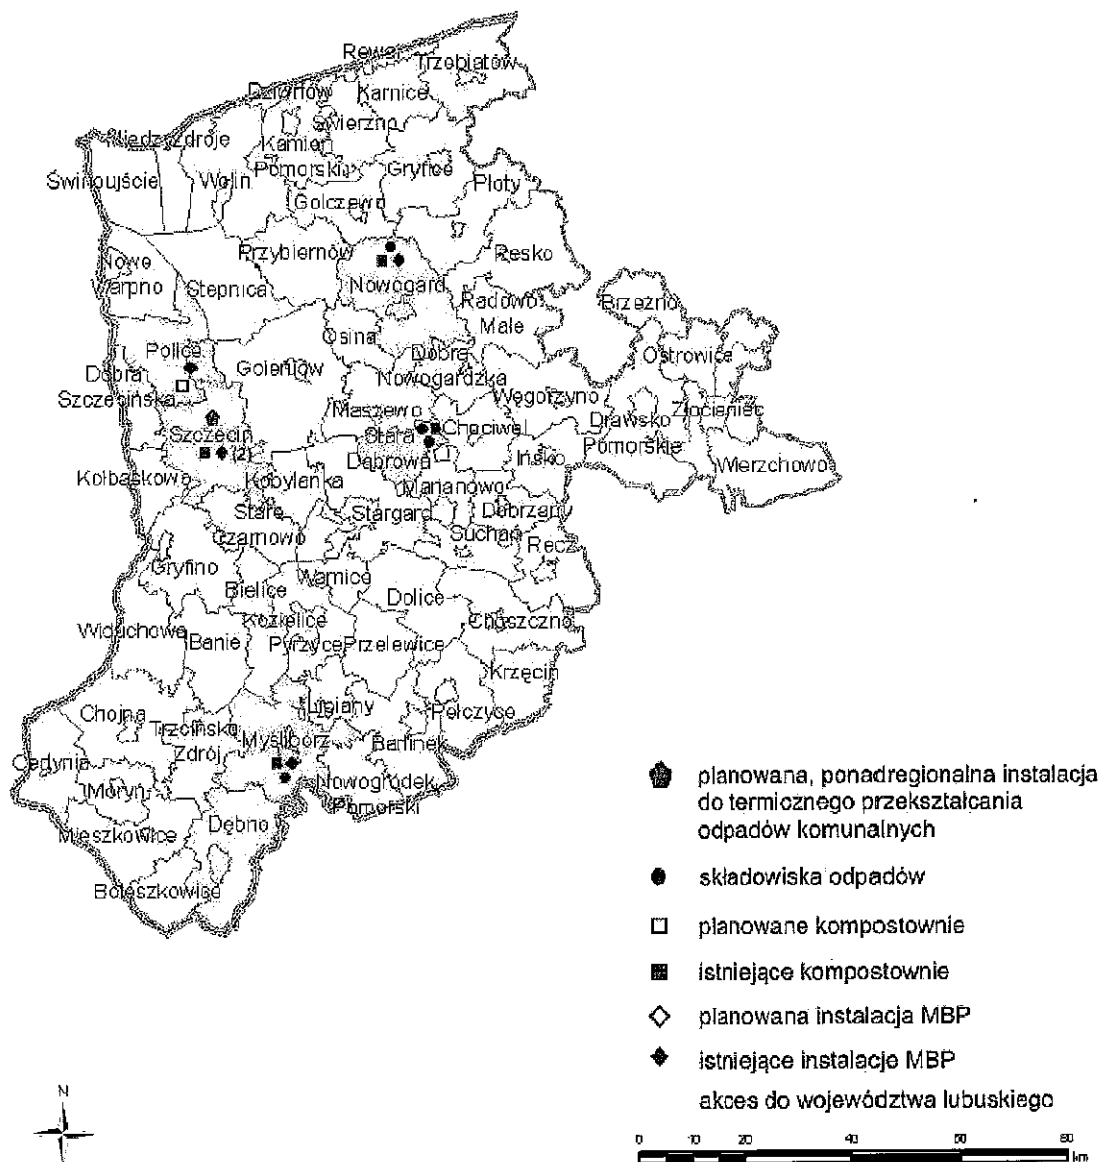 Rewal
Trzebiatów
Dziwnów
Karnice
Świerzno
Międzyzdroje
Kamień
Pomorski
Gryfice
Świnoujście
Wolin
Płoty
Golczewo
Przybiernów
Resko
Nowe
Warpno
Stepnica
Nowogard
Radowo
Małe
Brzeżno
Osina
Police
Dobra
Nowogardzka
Ostrowice
Dobra
Szczecińska
Goleniów
Węgorzyno
Maszewo
Złocieniec
Drawsko
Pomorskie
Szczecin
(2)
Stara
Dąbrowa
Chociwel
Ińsko
Wierzchowo
Kołbaskowo
Kobylanka
Marianowo
Stare
Czarnowo
Stargard
Dobrzany
Suchań
Recz
Gryfino
Warnice
Bielice
Dolice
Kozielice
Choszczno
Widuchowa
Banie
Pyrzyce
Przelewice
Krzęcin
Lipiany
Chojna
Pełczyce
Trzcińsko
Zdrój
Myślibórz
Barlinek
Cedynia
Moryń
Nowogródek
Pomorski
Mieszkowice
Dębno
Boleszkowice
planowana, ponadregionalna instalacja
do termicznego przekształcania
odpadów komunalnych
składowiska odpadów
planowane kompostownie
istniejące kompostownie
planowana instalacja MBP
istniejące instalacje MBP
akces do województwa lubuskiego
N
0 10 20 40 60 80
km